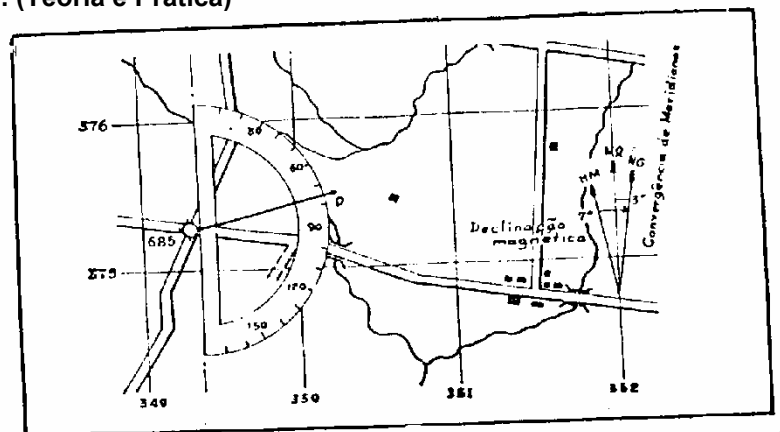 . (Teoria e Prática)
376
30
60°
90
120
150
D
685
349
350
351
352
NM
NQ
NG
7°
3°
Declinação
magnética
Convergência de Meridianos